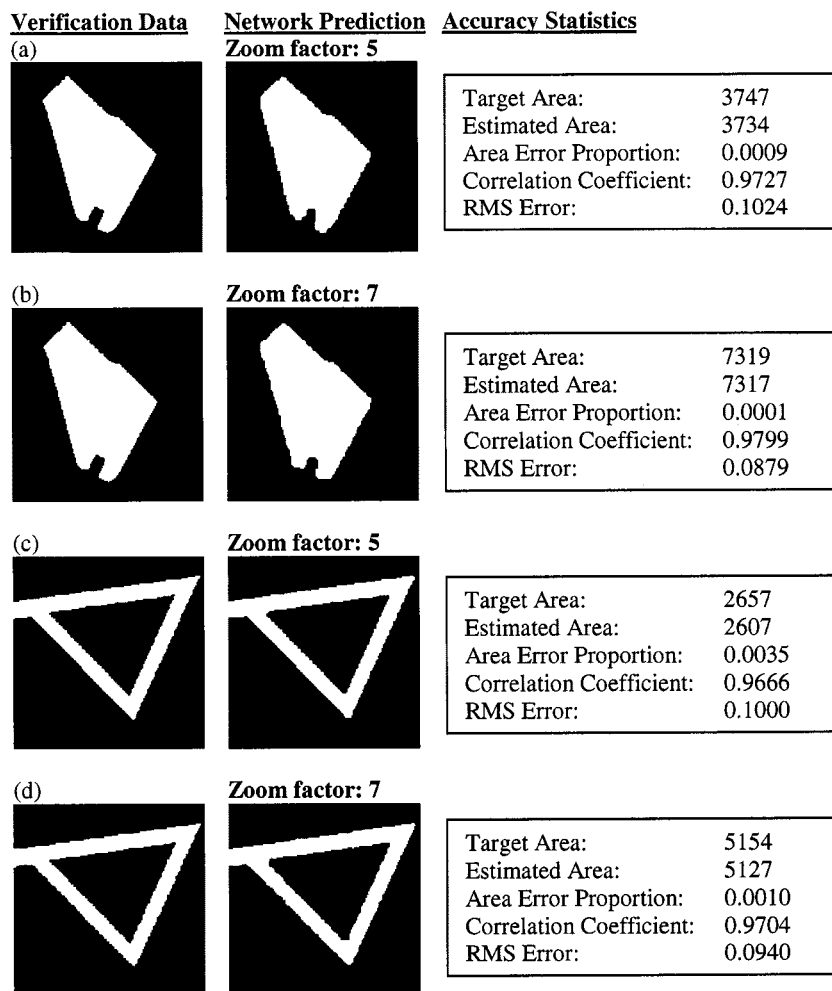 Verification Data Network Prediction Accuracy Statistics
(a) Zoom factor: 5
Target Area: 3747
Estimated Area: 3734
Area Error Proportion: 0.0009
Correlation Coefficient: 0.9727
RMS Error: 0.1024
(b) Zoom factor: 7
Target Area: 7319
Estimated Area: 7317
Area Error Proportion: 0.0001
Correlation Coefficient: 0.9799
RMS Error: 0.0879
(c) Zoom factor: 5
Target Area: 2657
Estimated Area: 2607
Area Error Proportion: 0.0035
Correlation Coefficient: 0.9666
RMS Error: 0.1000
(d) Zoom factor: 7
Target Area: 5154
Estimated Area: 5127
Area Error Proportion: 0.0010
Correlation Coefficient: 0.9704
RMS Error: 0.0940